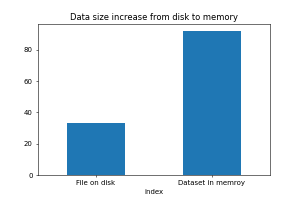 Data size increase from disk to memory
80
60
40
20
0
File on disk Dataset in memroy
index